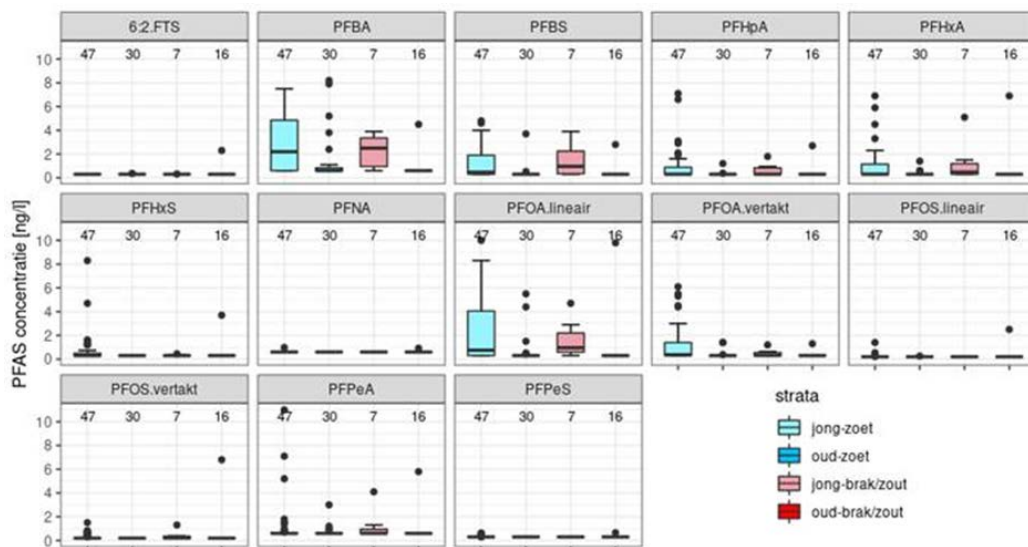 6:2.FTS PFBA PFBS PFHpA PFHxA
47 30 7 16 47 30 7 16 47 30 7 16 47 30 7 16 47 30 7 16
10
8
6
4
2
0
PFHxS PFNA PFOA.lineair PFOA.vertakt PFOS.lineair
47 30 7 16 47 30 7 16 47 30 7 16 47 30 7 16 47 30 7 16
10
8
6
4
2
0
PFOS.vertakt PFPeA PFPeS
47 30 7 16 47 30 7 16 47 30 7 16
10
8
6
4
2
0
PFAS concentratie [ng/l]
strata
jong-zoet
oud-zoet
jong-brak/zout
oud-brak/zout